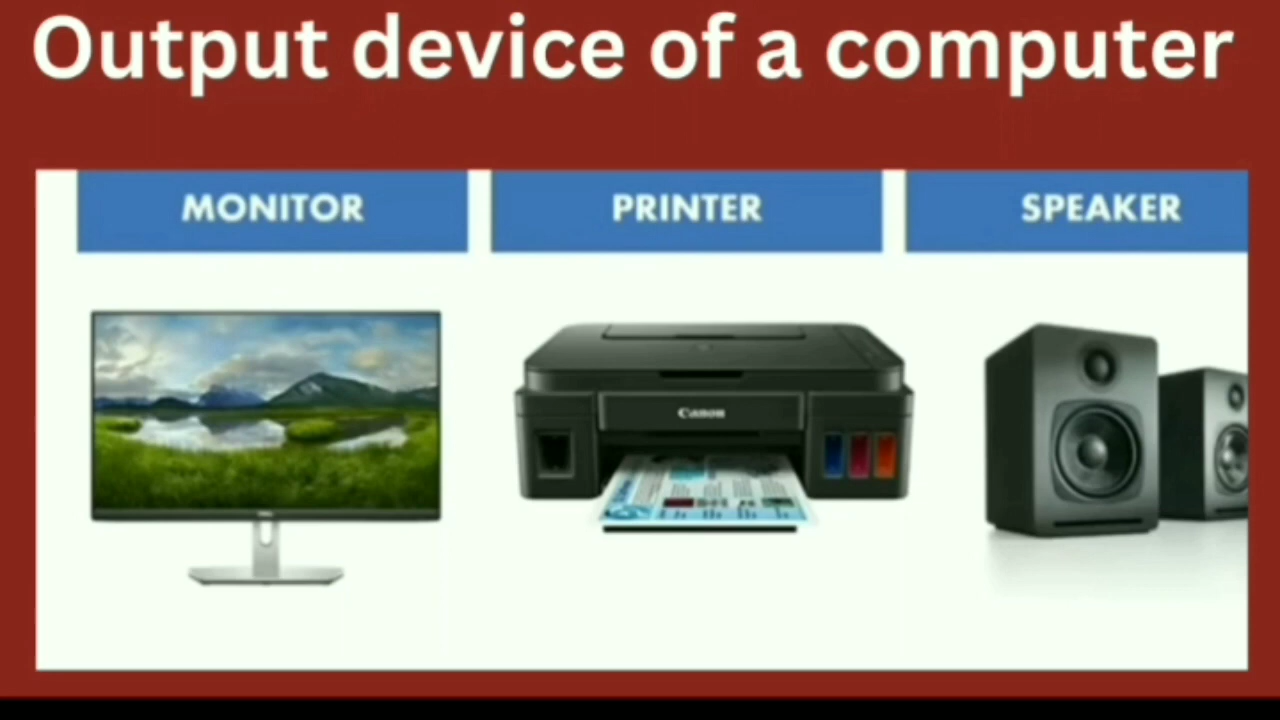 Output device of a computer
MONITOR
PRINTER
SPEAKER
Canon